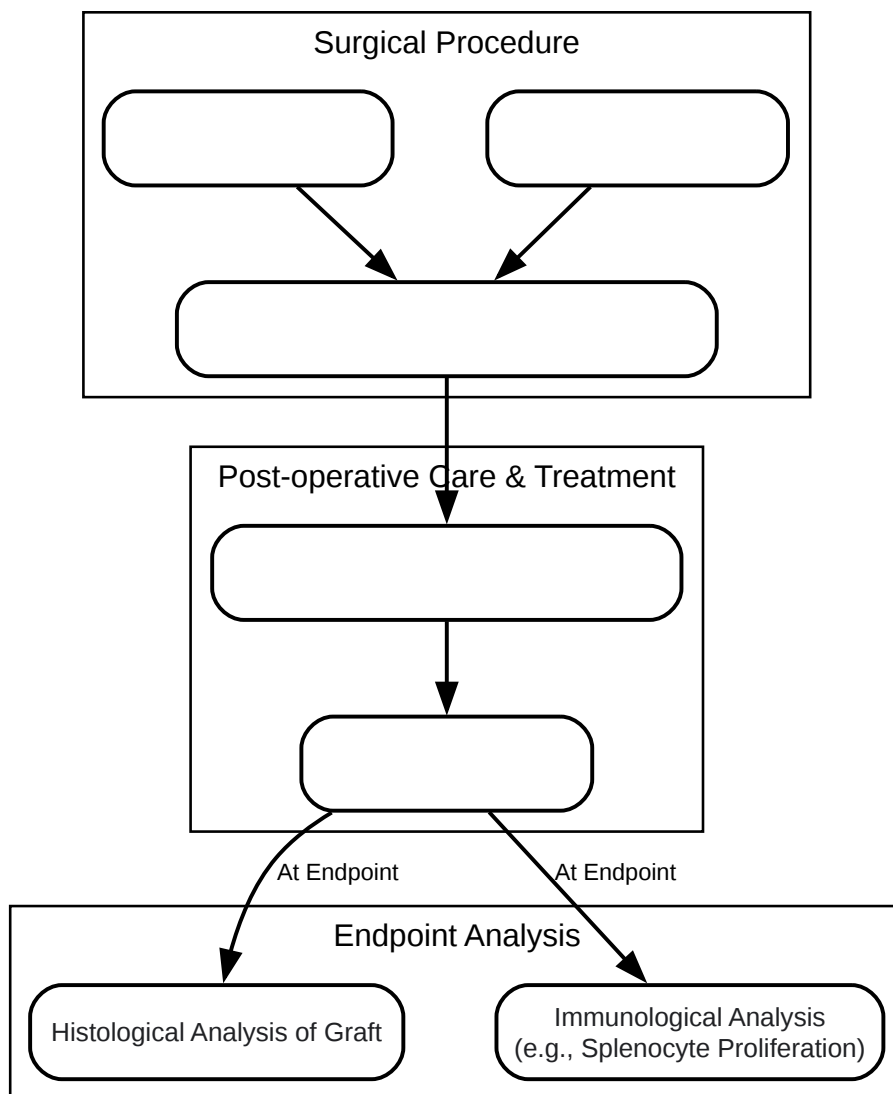 Surgical Procedure
Post-operative Care & Treatment
At Endpoint
At Endpoint
Endpoint Analysis
Histological Analysis of Graft
Immunological Analysis
(e.g., Splenocyte Proliferation)